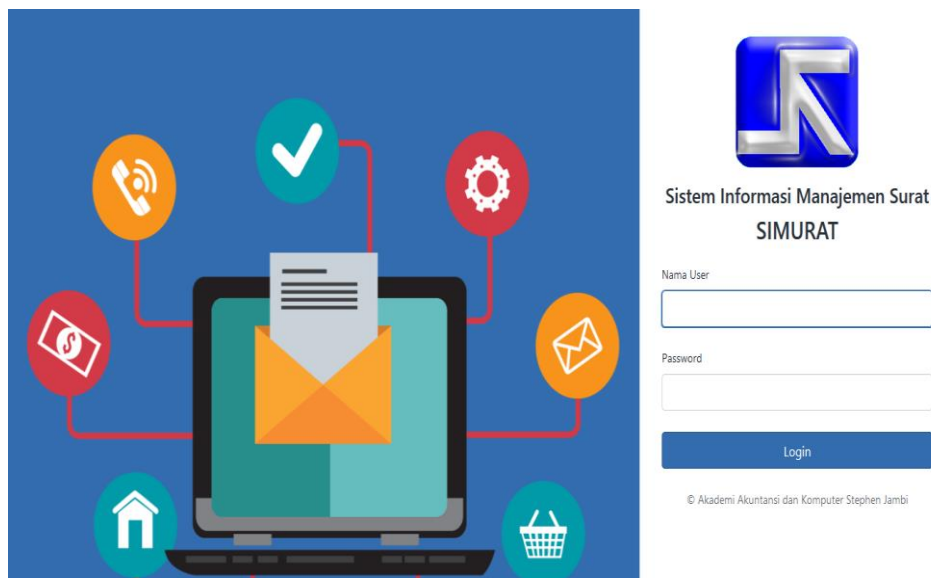 Sistem Informasi Manajemen Surat
SIMURAT
Nama User
Password
Login
© Akademi Akuntansi dan Komputer Stephen Jambi